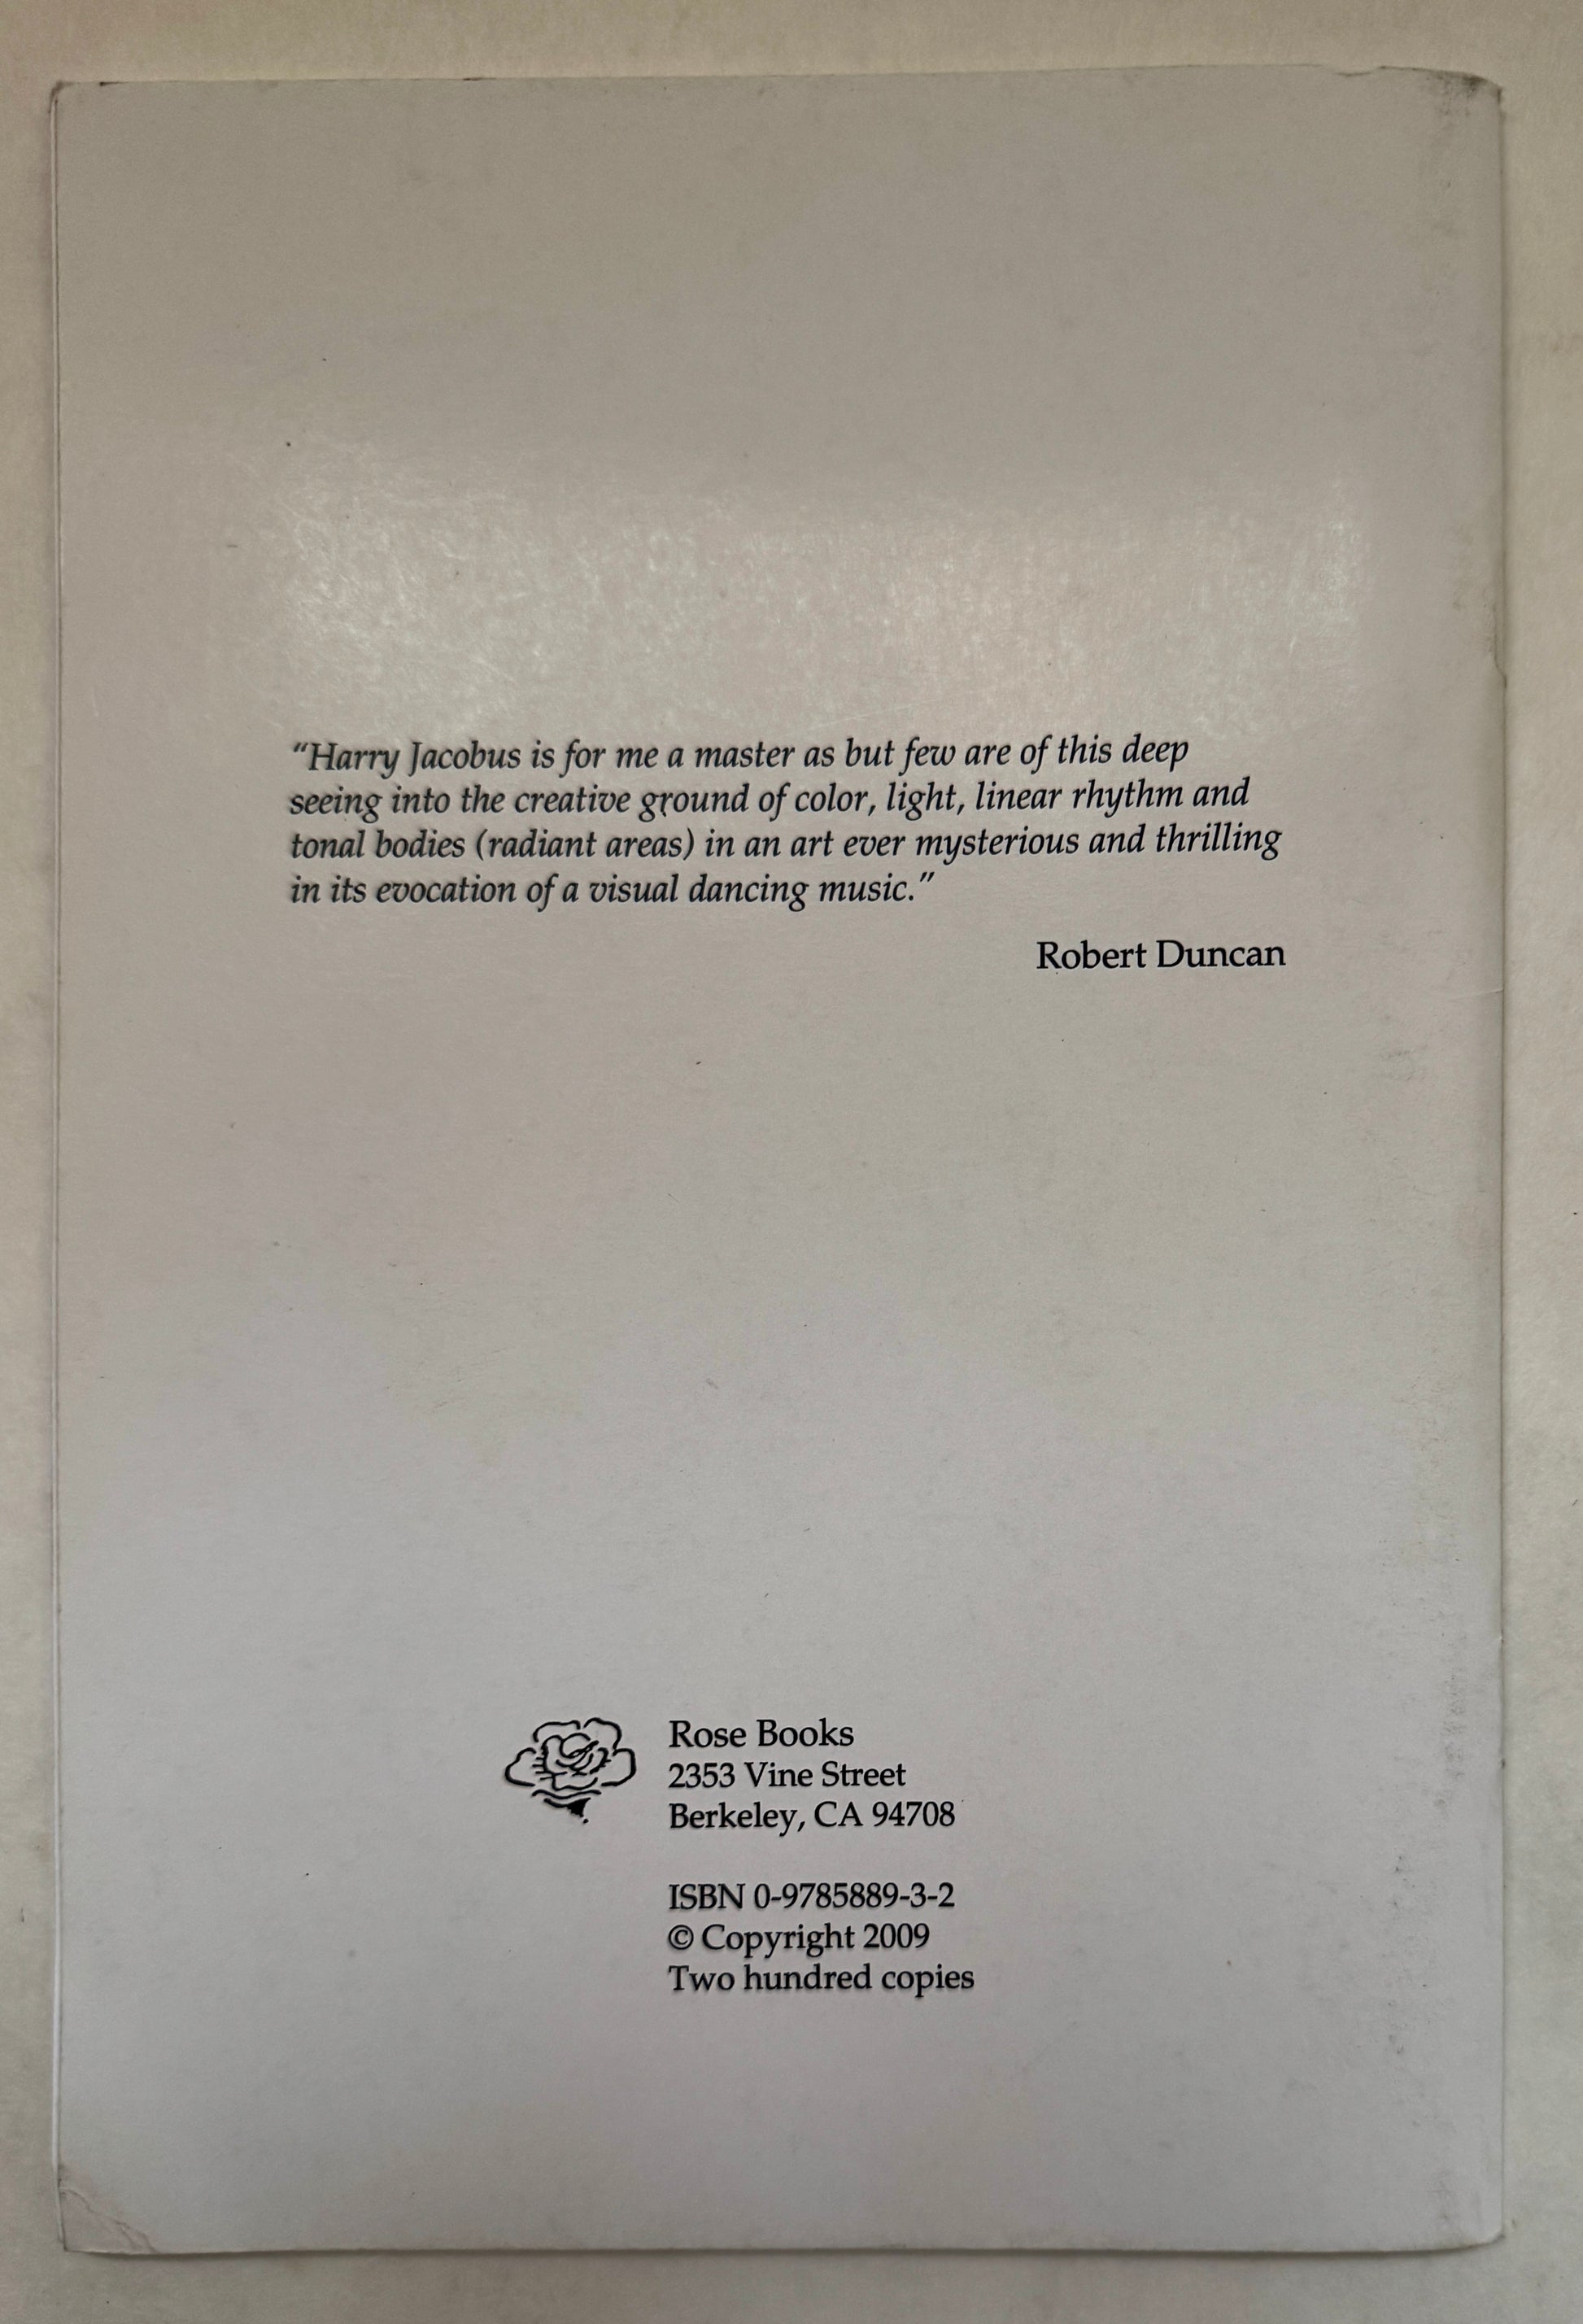 “Harry Jacobus is for me a master as but few are of this deep
seeing into the creative ground of color, light, linear rhythm and
tonal bodies (radiant areas) in an art ever mysterious and thrilling
in its evocation of a visual dancing music.”
Robert Duncan
Rose Books
2353 Vine Street
Berkeley, CA 94708
ISBN 0-9785889-3-2
© Copyright 2009
Two hundred copies